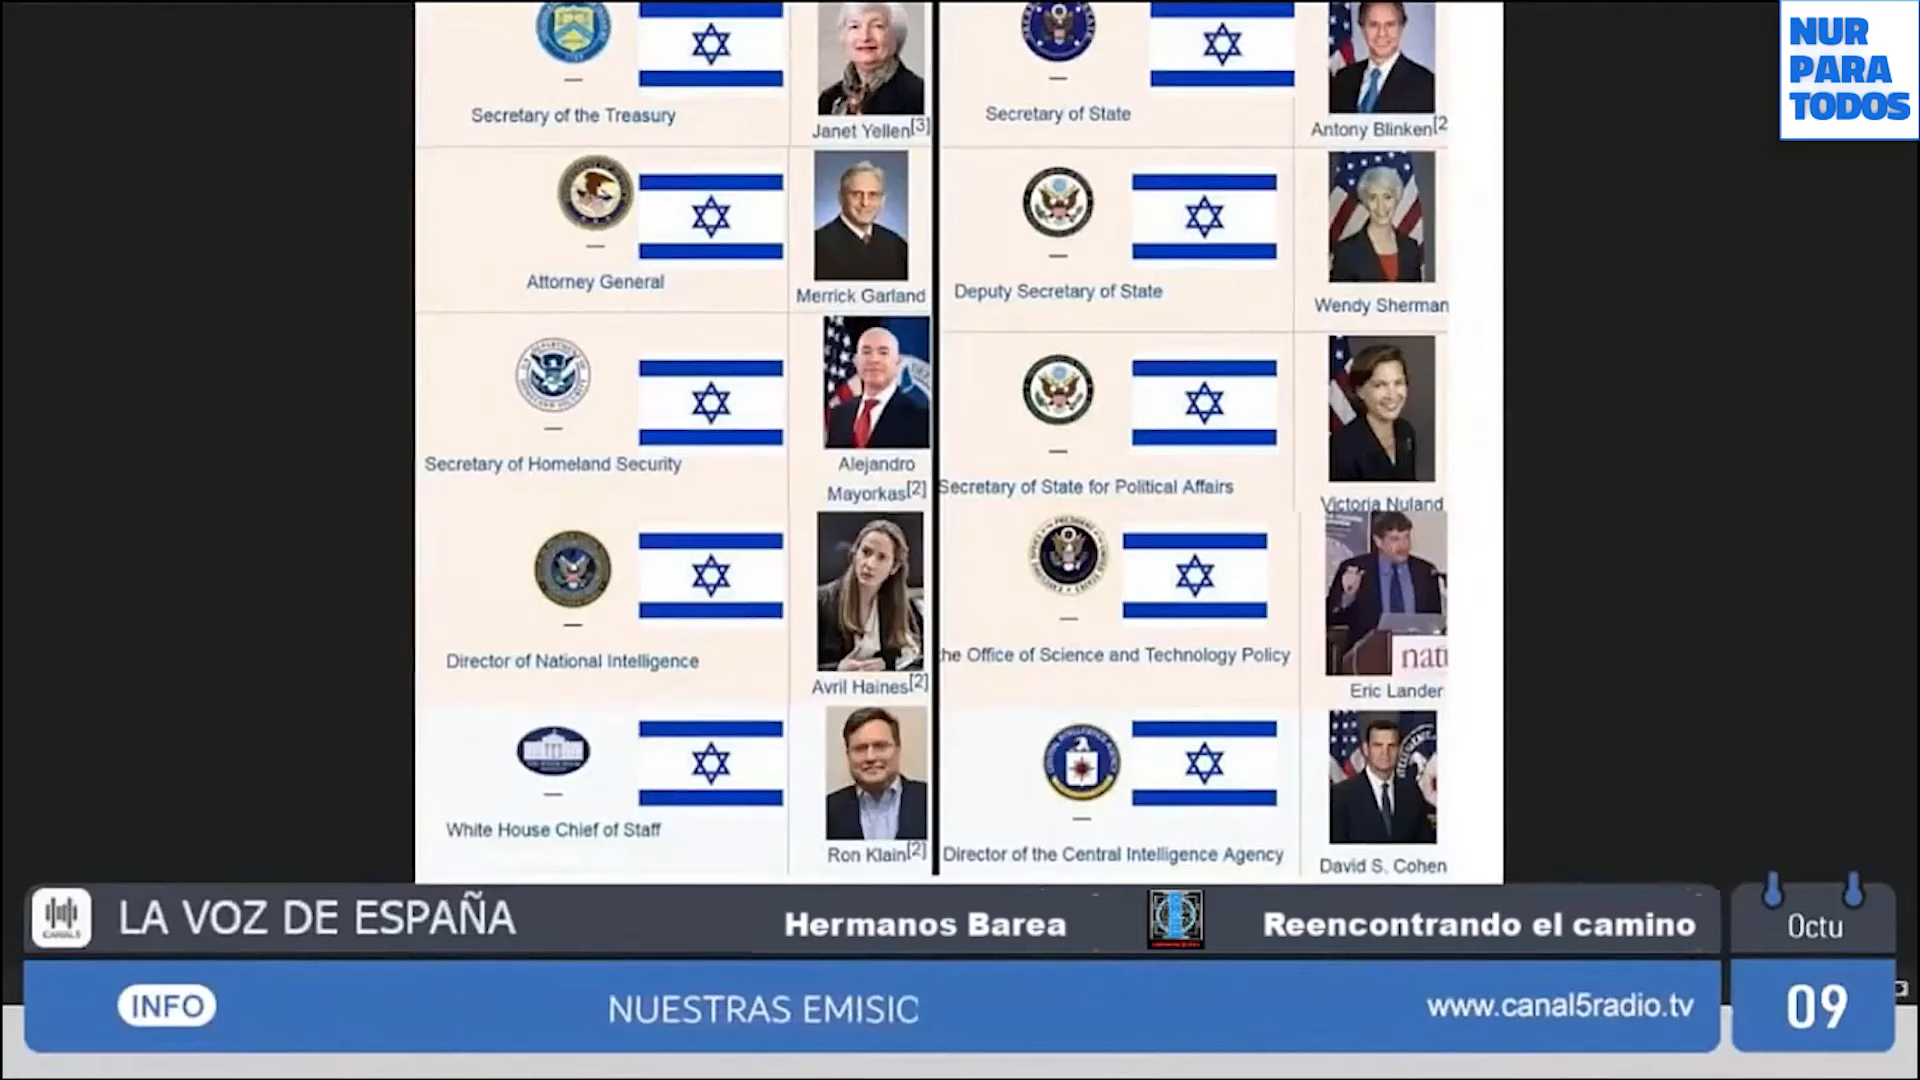 NUR
PARA
TODOS
Secretary of the Treasury
Janet Yellen[3]
Secretary of State
Antony Blinken[2
Attorney General
Merrick Garland
Deputy Secretary of State
Wendy Sherman
Secretary of Homeland Security
Alejandro
Mayorkas[2]
Secretary of State for Political Affairs
Victoria Nuland
Director of National Intelligence
Avril Haines[2]
he Office of Science and Technology Policy
natu
Eric Lander
White House Chief of Staff
Ron Klain[2]
Director of the Central Intelligence Agency
David S. Cohen
LA VOZ DE ESPAÑA
Hermanos Barea
Reencontrando el camino
Octu
INFO
NUESTRAS EMISIO
www.canal5radio.tv
09